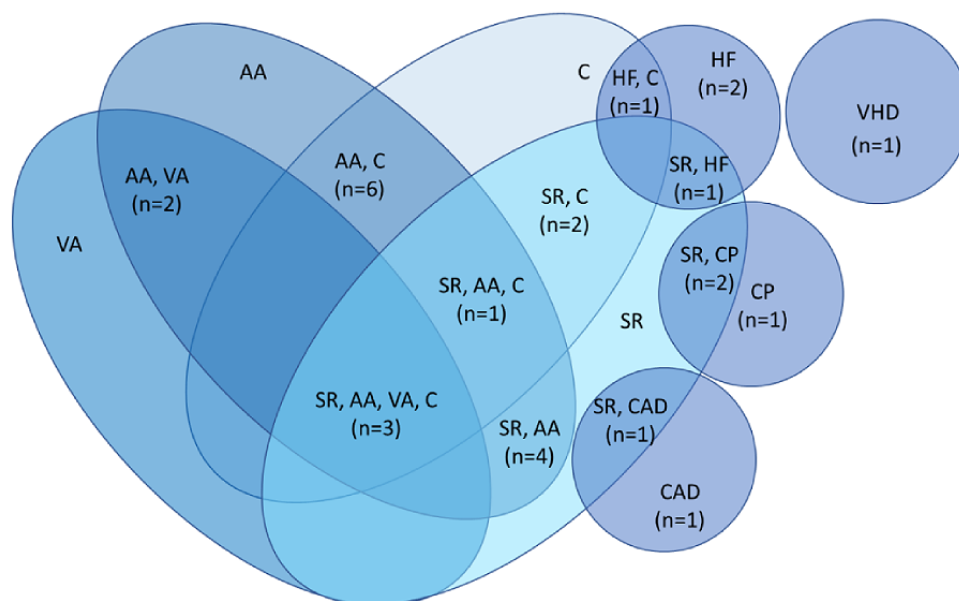 AA
C
HF, C
(n=1)
HF
(n=2)
VHD
(n=1)
AA, VA
(n=2)
AA, C
(n=6)
SR, HF
(n=1)
SR, C
(n=2)
VA
SR, CP
(n=2)
CP
(n=1)
SR, AA, C
(n=1)
SR
SR, AA, VA, C
(n=3)
SR, AA
(n=4)
SR, CAD
(n=1)
CAD
(n=1)